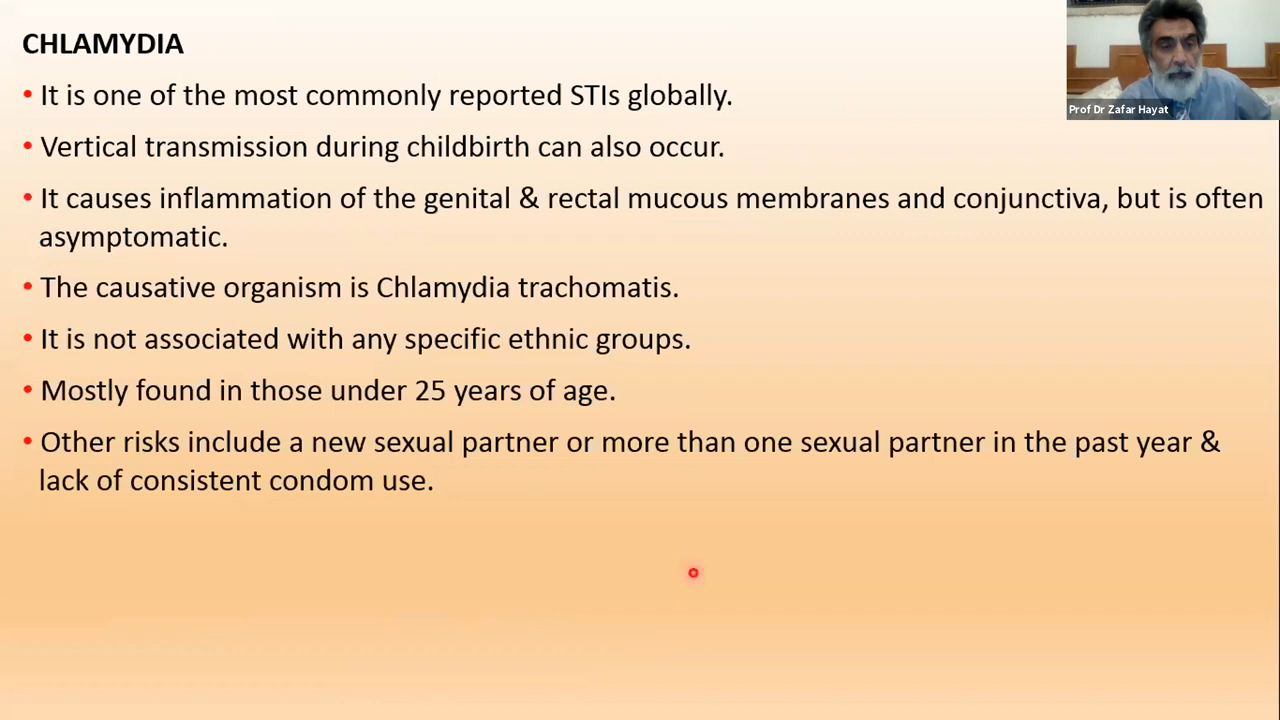 CHLAMYDIA
Prof Dr Zafar Hayat
• It is one of the most commonly reported STIs globally.
• Vertical transmission during childbirth can also occur.
• It causes inflammation of the genital & rectal mucous membranes and conjunctiva, but is often
asymptomatic.
• The causative organism is Chlamydia trachomatis.
• It is not associated with any specific ethnic groups.
• Mostly found in those under 25 years of age.
• Other risks include a new sexual partner or more than one sexual partner in the past year &
lack of consistent condom use.